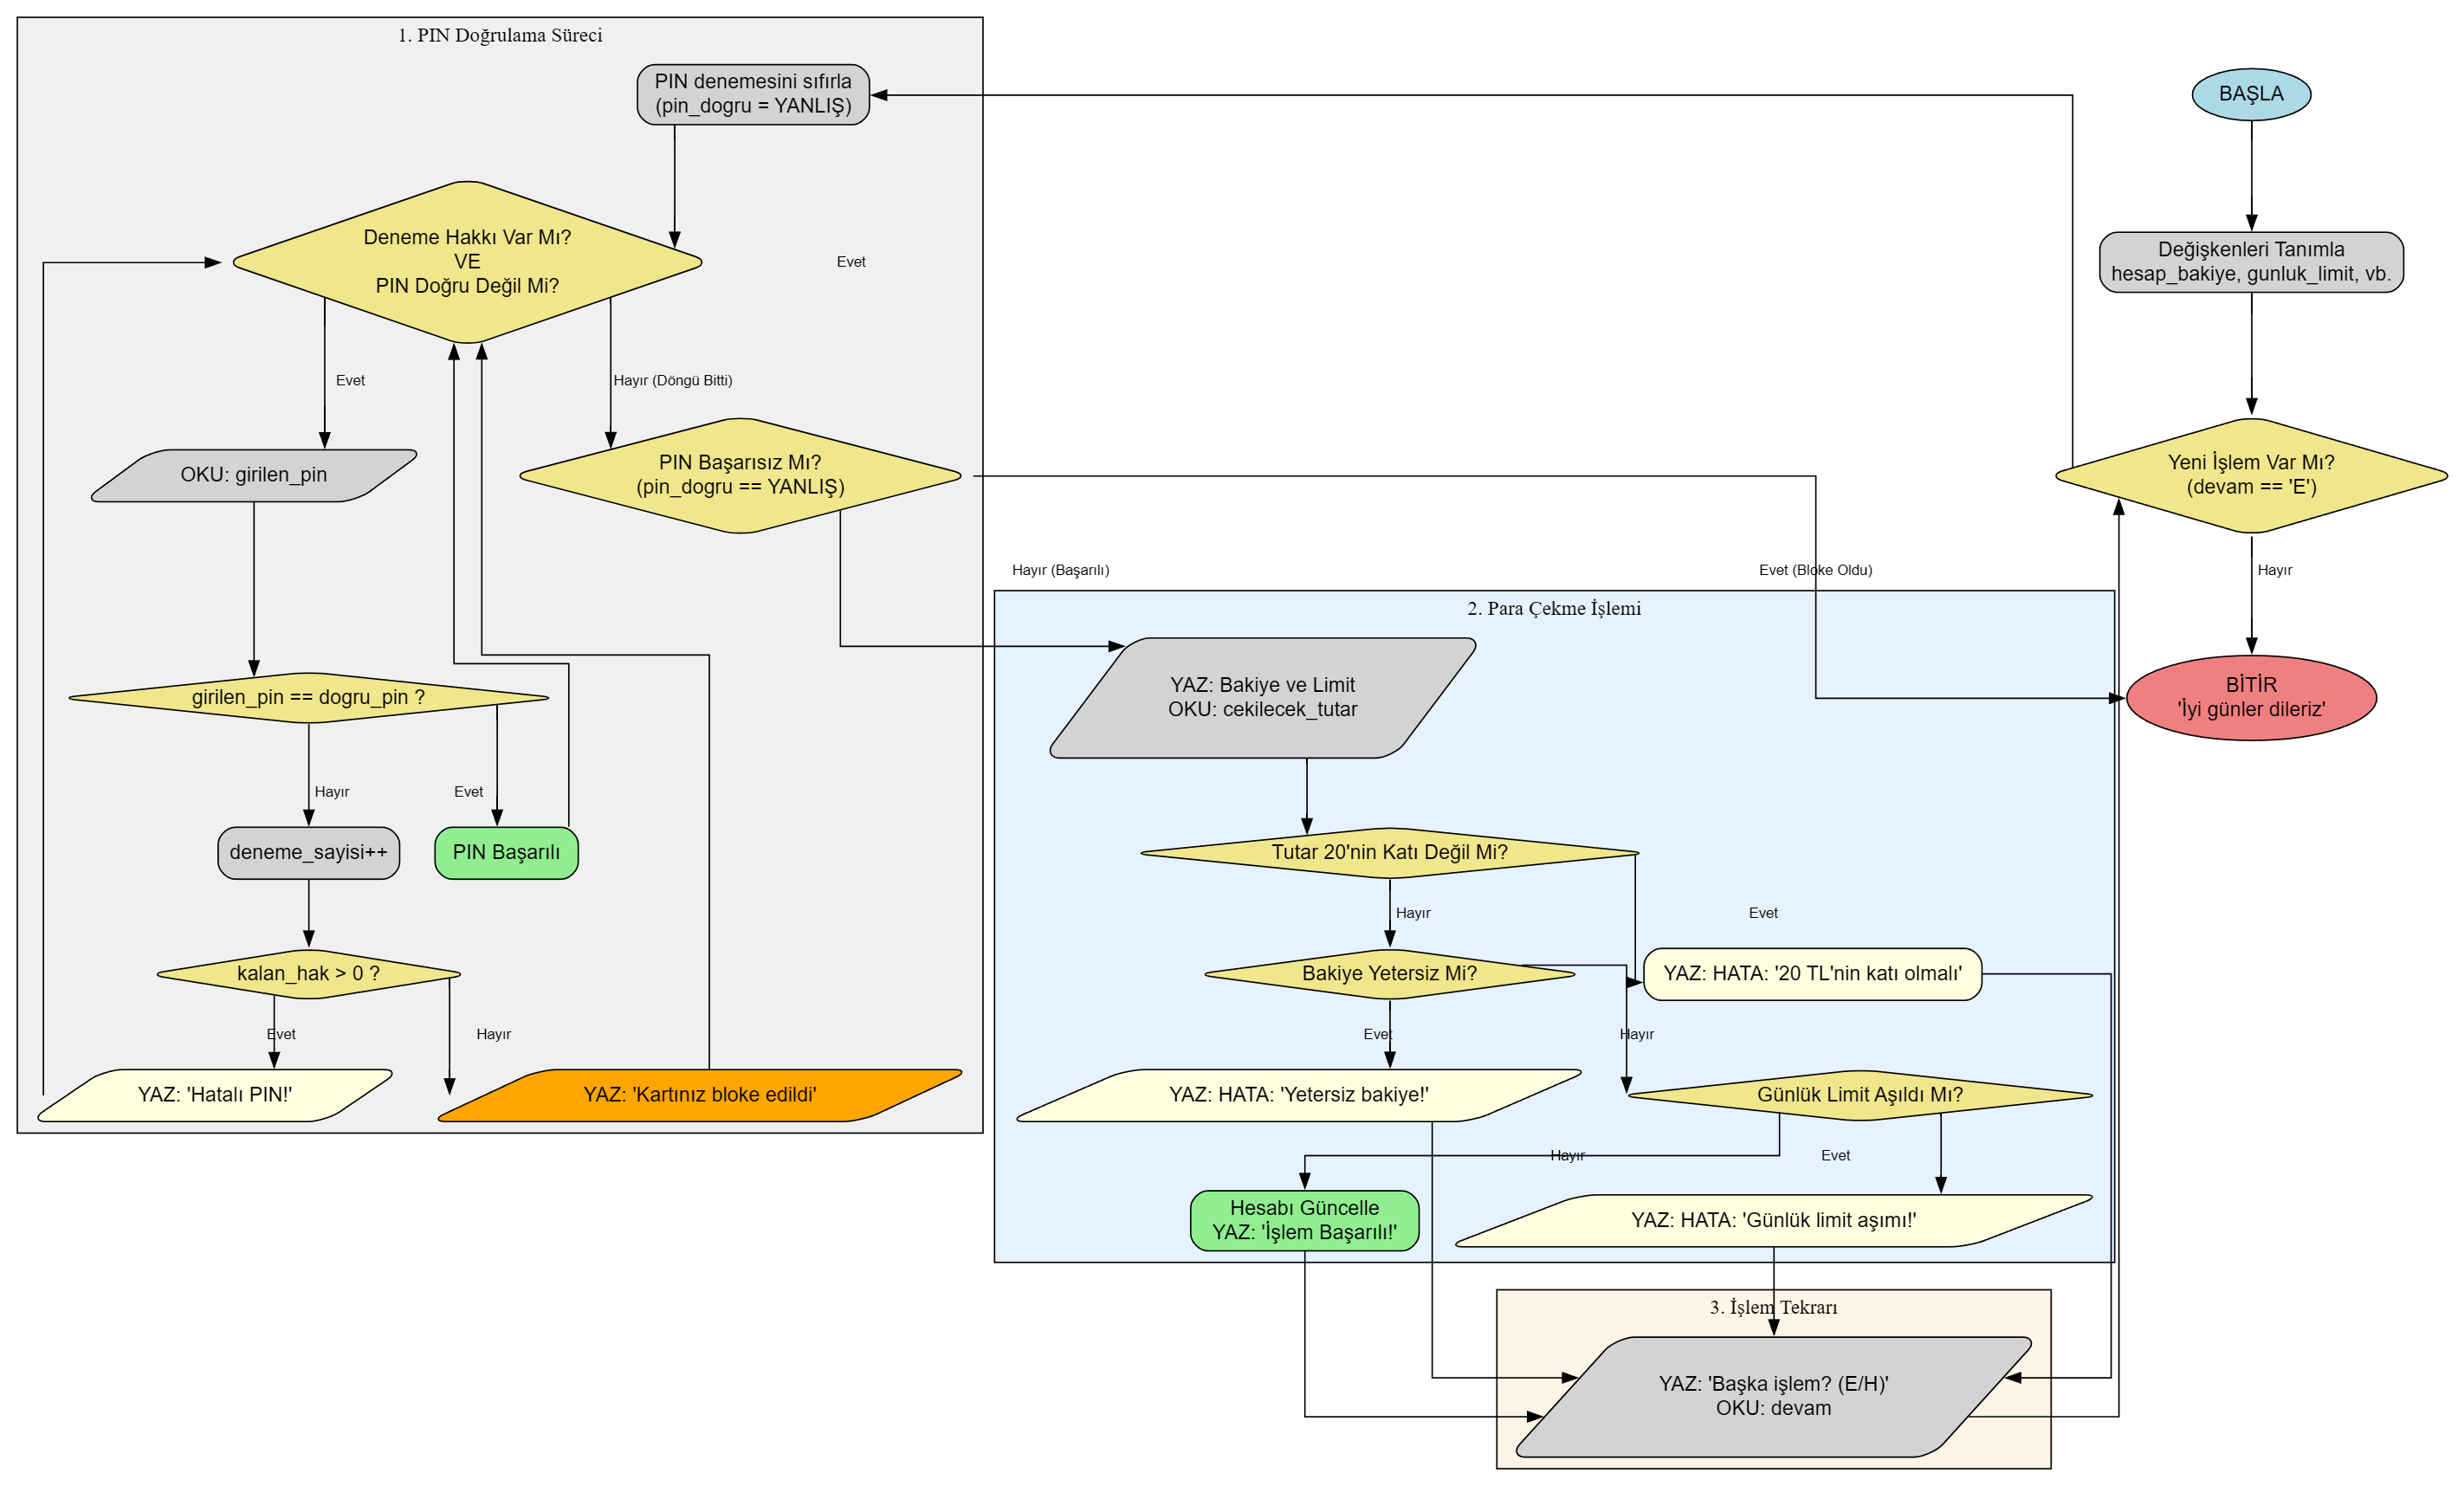 1. PIN Doğrulama Süreci
PIN denemesini sıfırla
(pin_dogru = YANLIŞ)
BAŞLA
Deneme Hakkı Var Mı?
VE
PIN Doğru Değil Mi?
Evet
Değişkenleri Tanımla
hesap_bakiye, gunluk_limit, vb.
Evet
Hayır (Döngü Bitti)
OKU: girilen_pin
PIN Başarısız Mı?
(pin_dogru == YANLIŞ)
Yeni İşlem Var Mı?
(devam == 'E')
Hayır (Başarılı)
Evet (Bloke Oldu)
Hayır
2. Para Çekme İşlemi
girilen_pin == dogru_pin ?
YAZ: Bakiye ve Limit
OKU: cekilecek_tutar
BİTİR
'İyi günler dileriz'
Hayır
Evet
deneme_sayisi++
PIN Başarılı
Tutar 20'nin Katı Değil Mi?
Hayır
Evet
kalan_hak > 0 ?
Bakiye Yetersiz Mi?
YAZ: HATA: '20 TL'nin katı olmalı'
Evet
Hayır
Evet
Hayır
YAZ: 'Hatalı PIN!'
YAZ: 'Kartınız bloke edildi'
YAZ: HATA: 'Yetersiz bakiye!'
Günlük Limit Aşıldı Mı?
Hayır
Evet
Hesabı Güncelle
YAZ: 'İşlem Başarılı!'
YAZ: HATA: 'Günlük limit aşımı!'
3. İşlem Tekrarı
YAZ: 'Başka işlem? (E/H)'
OKU: devam